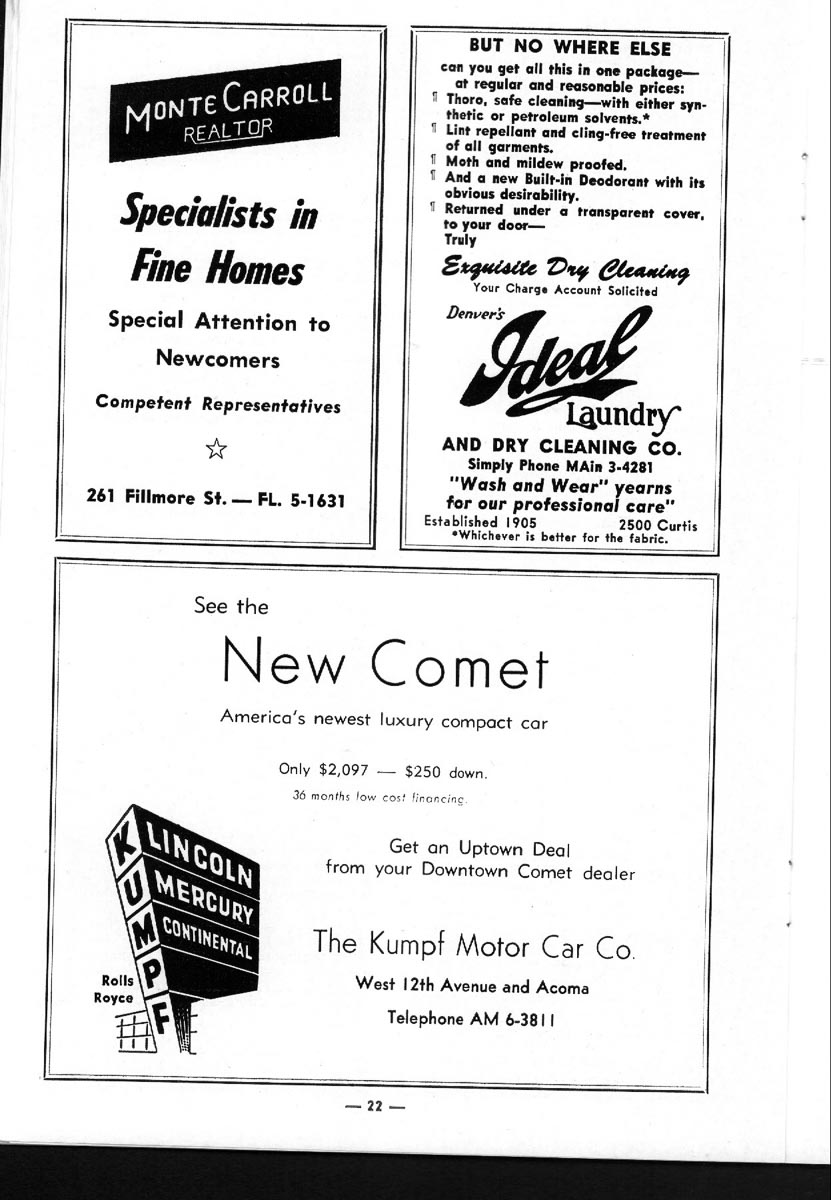 MONTE CARROLL
REALTOR
Specialists in
Fine Homes
Special Attention to
Newcomers
Competent Representatives
☆
261 Fillmore St. — FL. 5-1631
BUT NO WHERE ELSE
can you get all this in one package—
at regular and reasonable prices:
¶ Thoro, safe cleaning—with either syn-
thetic or petroleum solvents.*
¶ Lint repellant and cling-free treatment
of all garments.
¶ Moth and mildew proofed.
¶ And a new Built-in Deodorant with its
obvious desirability.
¶ Returned under a transparent cover,
to your door—
Truly
Exquisite Dry Cleaning
Your Charge Account Solicited
Denver's
Ideal
Laundry
AND DRY CLEANING CO.
Simply Phone MAin 3-4281
"Wash and Wear" yearns
for our professional care"
Established 1905 2500 Curtis
*Whichever is better for the fabric.
See the
New Comet
America's newest luxury compact car
Only $2,097 — $250 down.
36 months low cost financing.
KUMPF
LINCOLN
MERCURY
CONTINENTAL
Rolls
Royce
Get an Uptown Deal
from your Downtown Comet dealer
The Kumpf Motor Car Co.
West 12th Avenue and Acoma
Telephone AM 6-3811
— 22 —